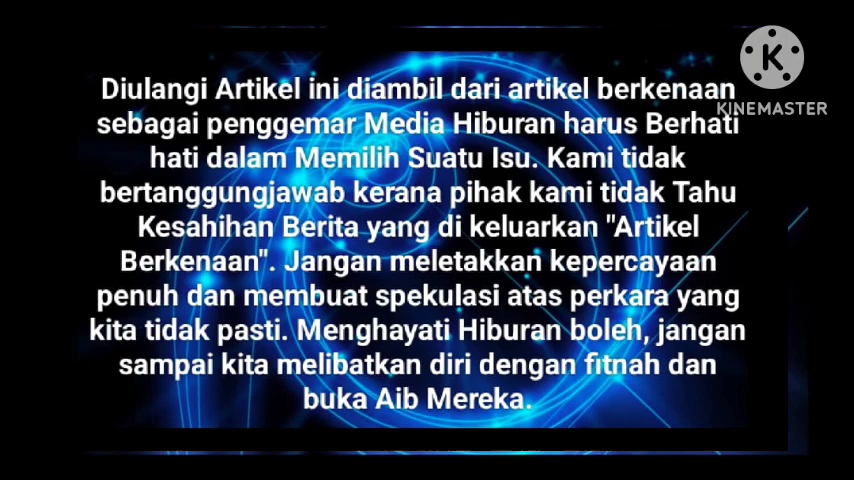 Diulangi Artikel ini diambil dari artikel berkenaan
sebagai penggemar Media Hiburan harus Berhati
hati dalam Memilih Suatu Isu. Kami tidak
bertanggungjawab kerana pihak kami tidak Tahu
Kesahihan Berita yang di keluarkan "Artikel
Berkenaan". Jangan meletakkan kepercayaan
penuh dan membuat spekulasi atas perkara yang
kita tidak pasti. Menghayati Hiburan boleh, jangan
sampai kita melibatkan diri dengan fitnah dan
buka Aib Mereka.
K
KINEMASTER